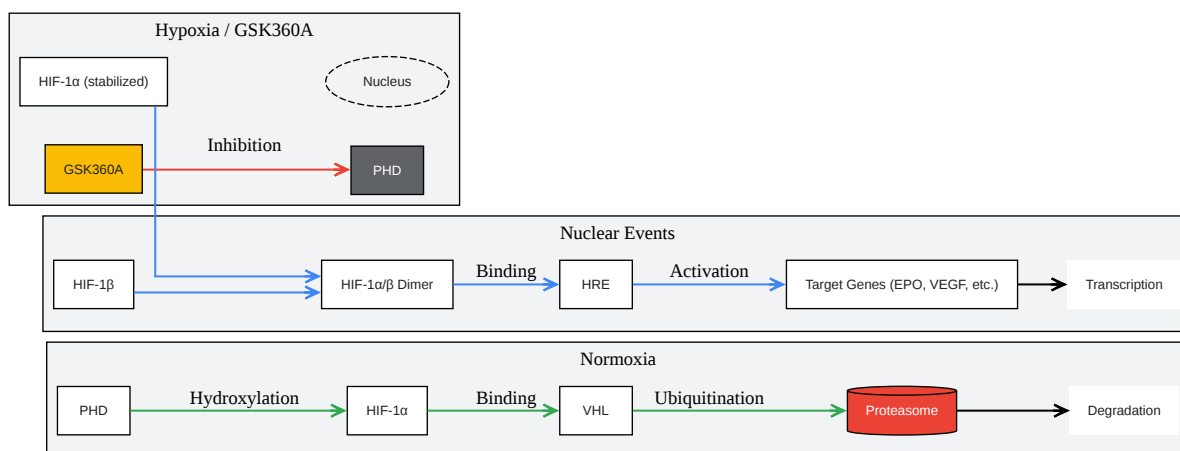 Hypoxia / GSK360A
HIF-1α (stabilized)
Nucleus
Inhibition
GSK360A
PHD
Nuclear Events
HIF-1β
HIF-1α/β Dimer
Binding
HRE
Activation
Target Genes (EPO, VEGF, etc.)
Transcription
Normoxia
PHD
Hydroxylation
HIF-1α
Binding
VHL
Ubiquitination
Proteasome
Degradation